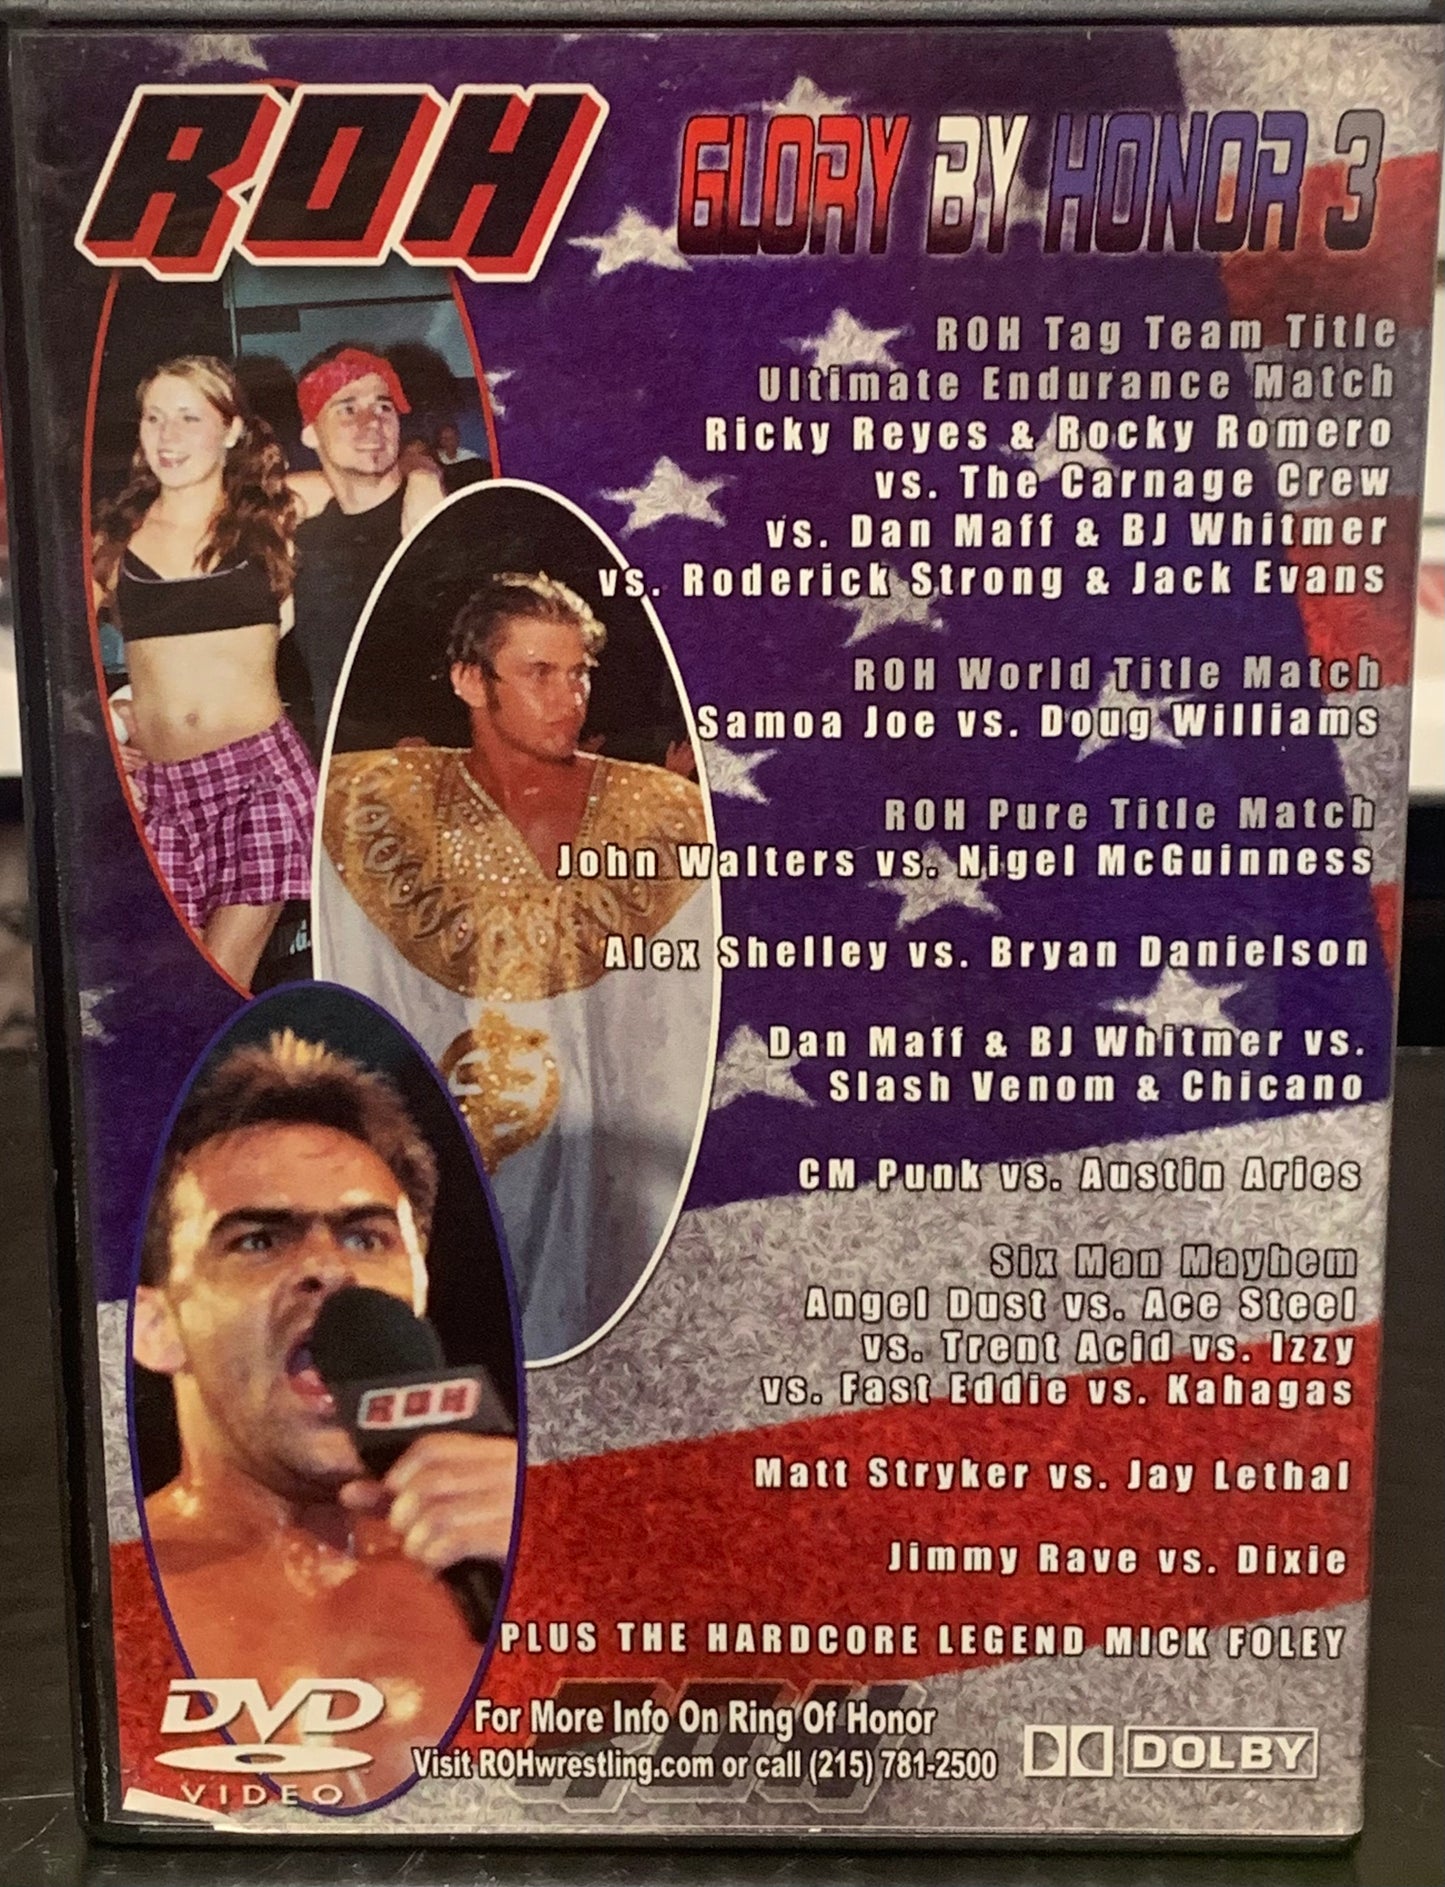 ROH
GLORY BY HONOR 3
ROH Tag Team Title
Ultimate Endurance Match
Ricky Reyes & Rocky Romero
vs. The Carnage Crew
vs. Dan Maff & BJ Whitmer
vs. Roderick Strong & Jack Evans
ROH World Title Match
Samoa Joe vs. Doug Williams
ROH Pure Title Match
John Walters vs. Nigel McGuinness
Alex Shelley vs. Bryan Danielson
Dan Maff & BJ Whitmer vs.
Slash Venom & Chicano
CM Punk vs. Austin Aries
Six Man Mayhem
Angel Dust vs. Ace Steel
vs. Trent Acid vs. Izzy
vs. Fast Eddie vs. Kahagas
ROH
Matt Stryker vs. Jay Lethal
Jimmy Rave vs. Dixie
PLUS THE HARDCORE LEGEND MICK FOLEY
DVD
VIDEO
ROH
For More Info On Ring Of Honor
Visit ROHwrestling.com or call (215) 781-2500
DOLBY